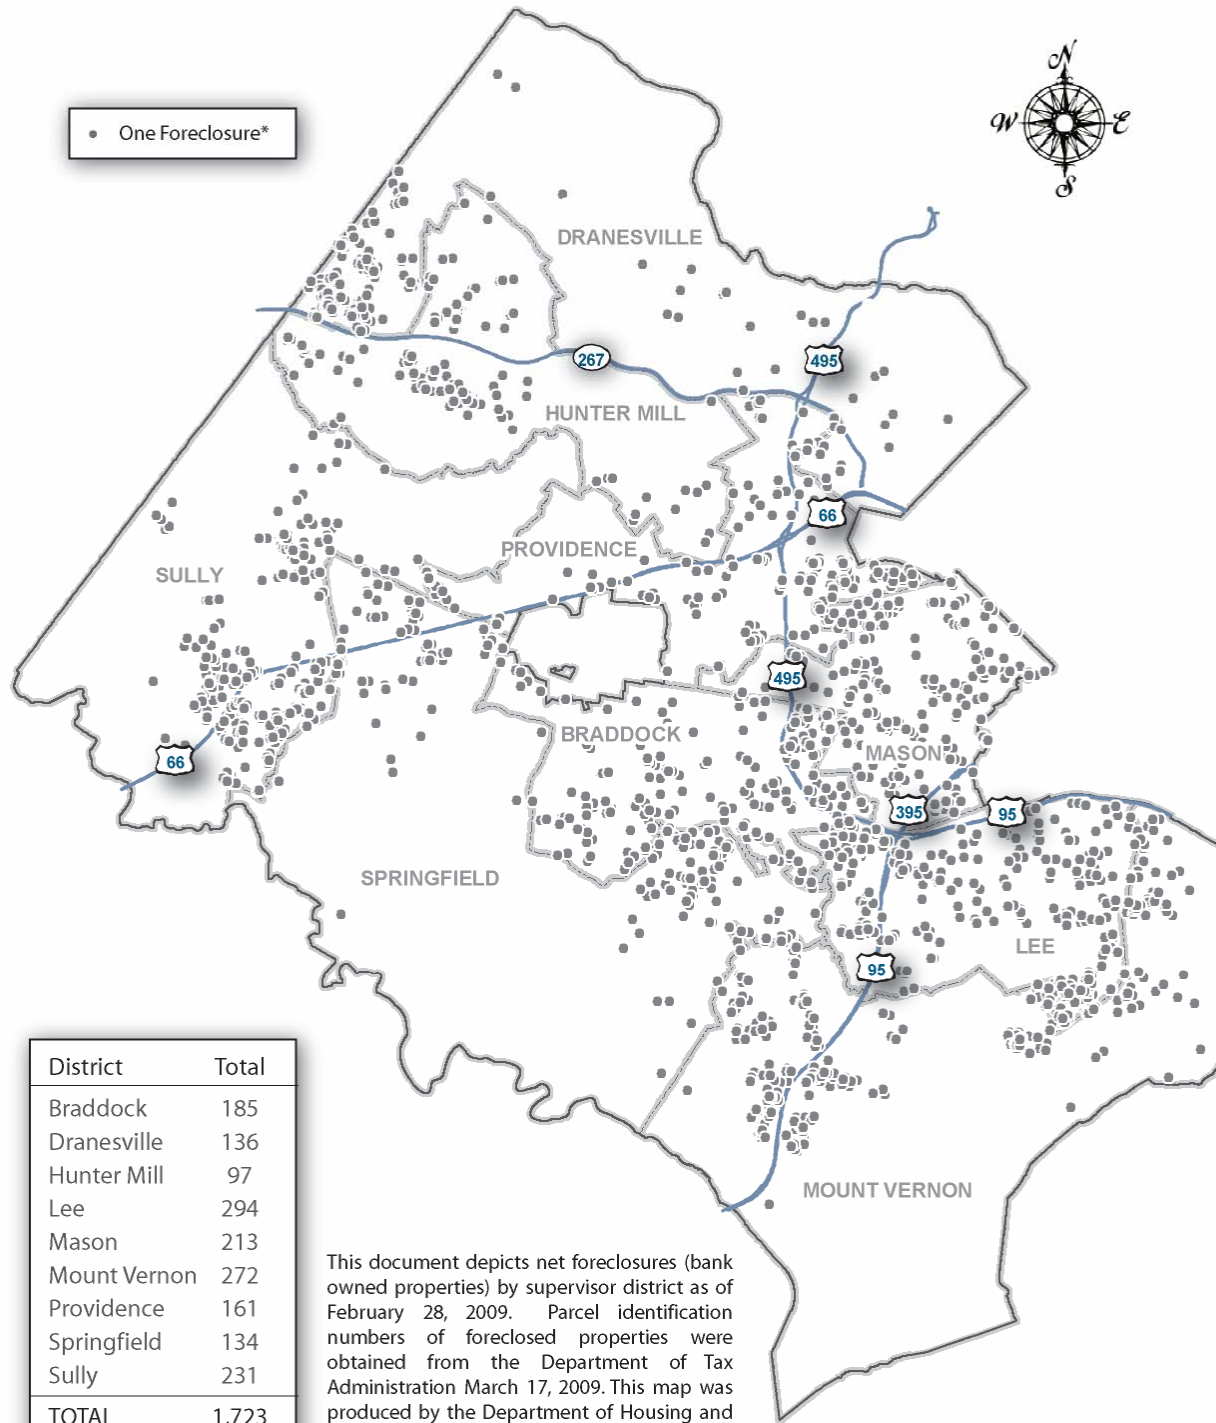 N
W E
S
One Foreclosure*
DRANESVILLE
495
267
HUNTER MILL
66
PROVIDENCE
SULLY
495
BRADDOCK
MASON
66
395
95
SPRINGFIELD
LEE
95
MOUNT VERNON
District Total
Braddock 185
Dranesville 136
Hunter Mill 97
Lee 294
Mason 213
Mount Vernon 272
Providence 161
Springfield 134
Sully 231
TOTAL 1,723
This document depicts net foreclosures (bank
owned properties) by supervisor district as of
February 28, 2009. Parcel identification
numbers of foreclosed properties were
obtained from the Department of Tax
Administration March 17, 2009. This map was
produced by the Department of Housing and